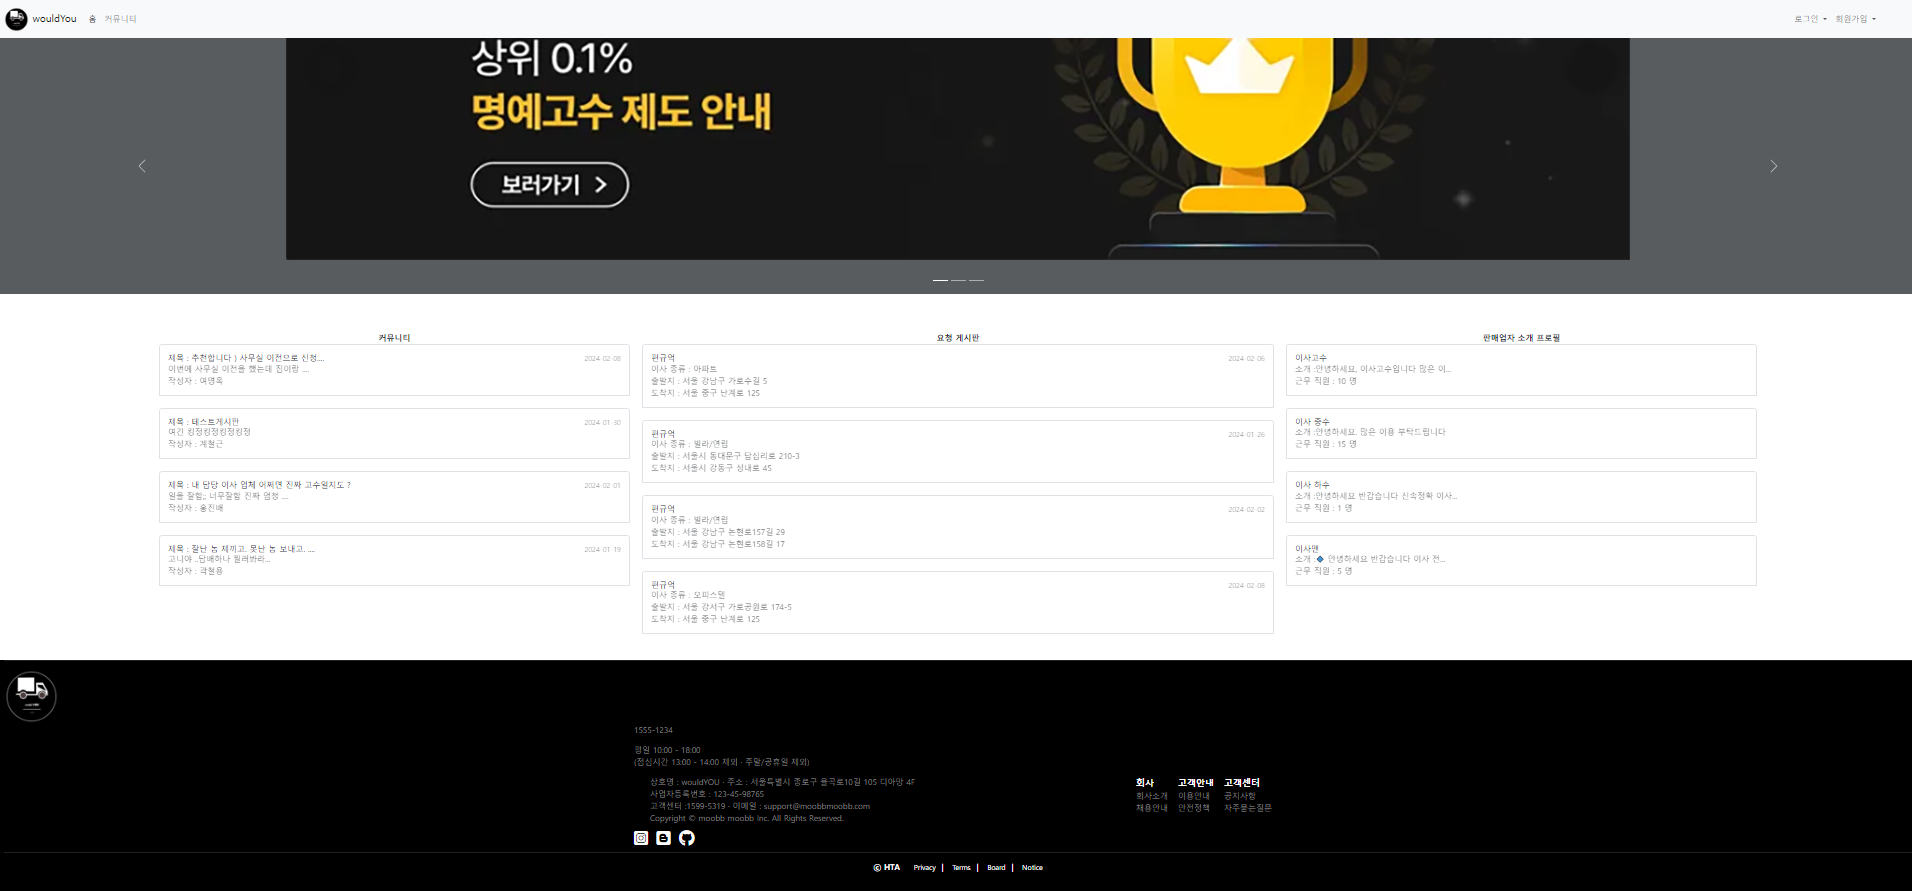 wouldYou 홈 커뮤니티 로그인 회원가입
상위 0.1%
명예고수 제도 안내
보러가기
커뮤니티
제목 : 추천합니다 ) 사무실 이전으로 신청.... 2024-02-08
이번에 사무실 이전을 했는데 짐이랑 ...
작성자 : 여명옥
제목 : 테스트게시판 2024-01-30
여긴 킹정킹정킹정킹정
작성자 : 계철근
제목 : 내 담당 이사 업체 어쩌면 진짜 고수일지도 ? 2024-02-01
일을 잘함;; 너무잘함 진짜 엄청 ....
작성자 : 홍진배
제목 : 잘난 놈 제끼고. 못난 놈 보내고. .... 2024-01-19
고니야 ..담배하나 찔러봐라...
작성자 : 곽철용
요청 게시판
편규억 2024-02-06
이사 종류 : 아파트
출발지 : 서울 강남구 가로수길 5
도착지 : 서울 중구 난계로 125
편규억 2024-01-26
이사 종류 : 빌라/연립
출발지 : 서울시 동대문구 답십리로 210-3
도착지 : 서울시 강동구 성내로 45
편규억 2024-02-02
이사 종류 : 빌라/연립
출발지 : 서울 강남구 논현로157길 29
도착지 : 서울 강남구 논현로158길 17
편규억 2024-02-08
이사 종류 : 오피스텔
출발지 : 서울 강서구 가로공원로 174-5
도착지 : 서울 중구 난계로 125
판매업자 소개 프로필
이사고수
소개 :안녕하세요, 이사고수입니다 많은 이...
근무 직원 : 10 명
이사 중수
소개 :안녕하세요. 많은 이용 부탁드립니다
근무 직원 : 15 명
이사 하수
소개 :안녕하세요 반갑습니다 신속정확 이사...
근무 직원 : 1 명
이사맨
소개 :🔷 안녕하세요 반갑습니다 이사 전...
근무 직원 : 5 명
1555-1234
평일 10:00 - 18:00
(점심시간 13:00 - 14:00 제외 · 주말/공휴일 제외)
상호명 : wouldYOU · 주소 : 서울특별시 종로구 율곡로10길 105 디아망 4F
사업자등록번호 : 123-45-98765
고객센터 :1599-5319 · 이메일 : support@moobbmoobb.com
Copyright © moobb moobb Inc. All Rights Reserved.
회사 고객안내 고객센터
회사소개 이용안내 공지사항
채용안내 안전정책 자주묻는질문
© HTA Privacy | Terms | Board | Notice